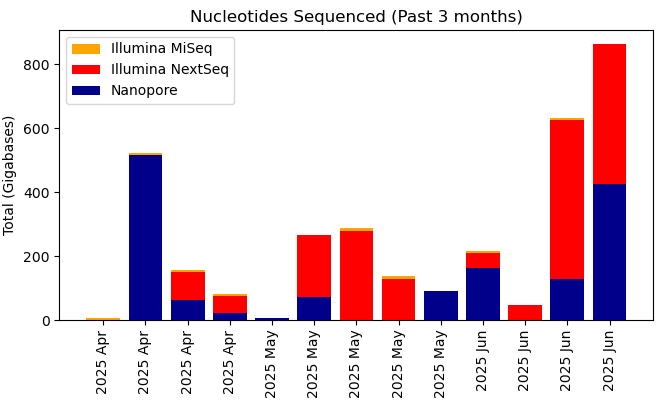 Nucleotides Sequenced (Past 3 months)
Illumina MiSeq
Illumina NextSeq
Nanopore
Total (Gigabases)
800
600
400
200
0
2025 Apr
2025 Apr
2025 Apr
2025 Apr
2025 May
2025 May
2025 May
2025 May
2025 May
2025 Jun
2025 Jun
2025 Jun
2025 Jun